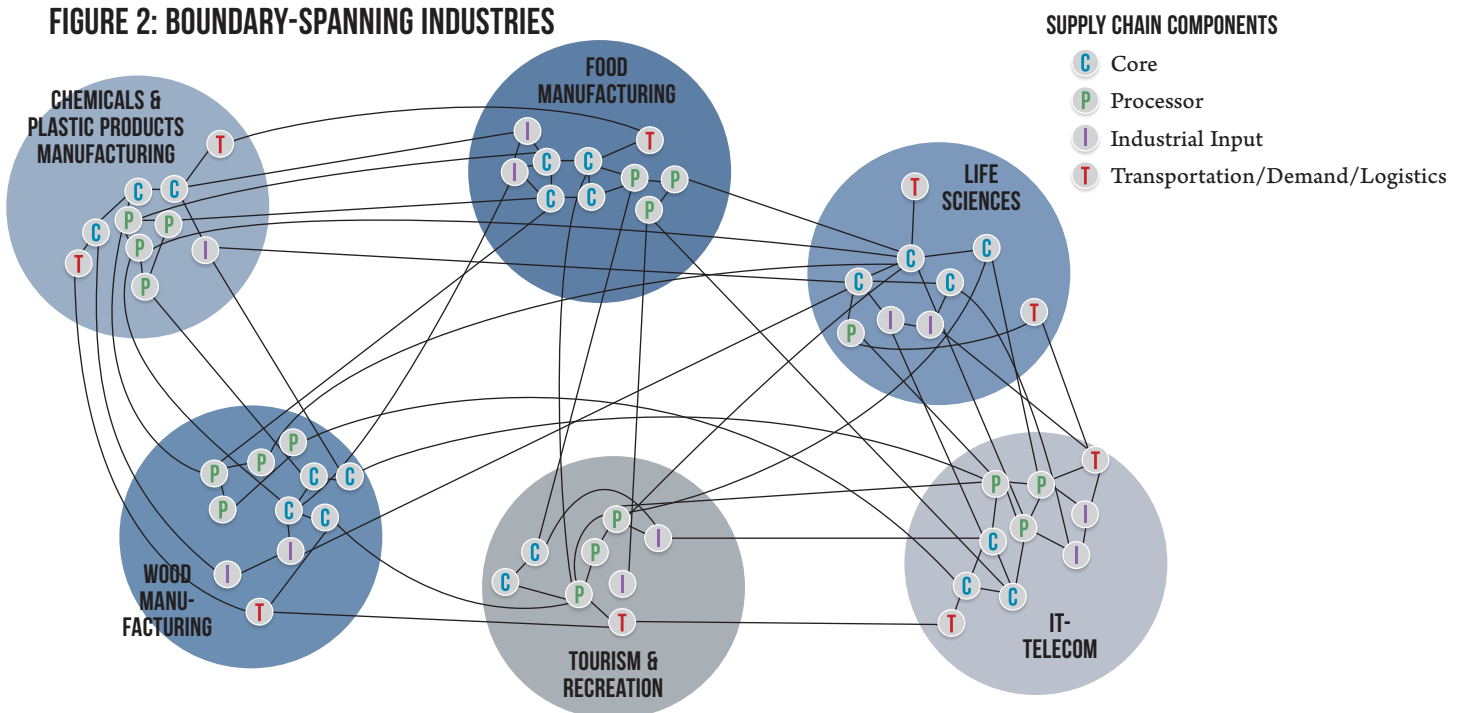 FIGURE 2: BOUNDARY-SPANNING INDUSTRIES
SUPPLY CHAIN COMPONENTS
C Core
P Processor
I Industrial Input
T Transportation/Demand/Logistics
CHEMICALS &
PLASTIC PRODUCTS
MANUFACTURING
T
C C
P P
C
P
I
T
P
FOOD
MANUFACTURING
I
T
C C
I
P P
C C
P
LIFE
SCIENCES
T
C
C
C
C
I I
T
P
WOOD
MANU-
FACTURING
P
P
P
C C
P
C
C
I
I
T
TOURISM &
RECREATION
P
I
C
P
C
I
P
T
IT-
TELECOM
T
P P
I
P
C
I
C
C
T